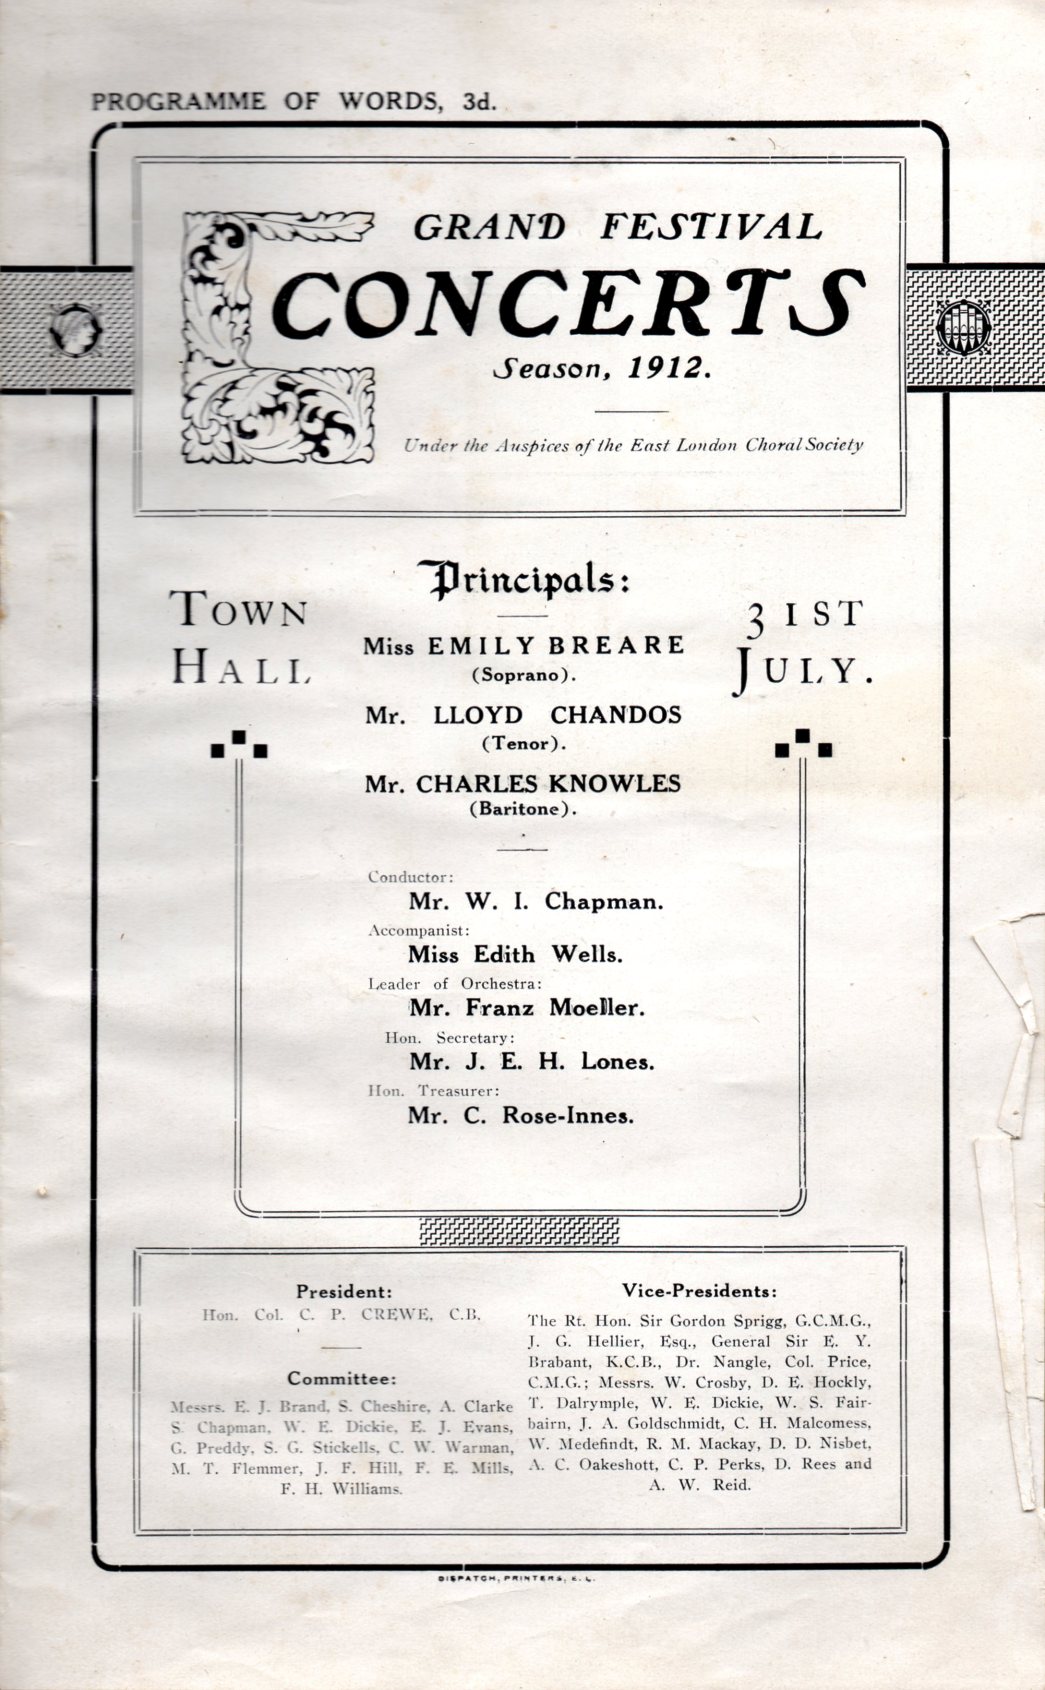 PROGRAMME OF WORDS, 3d.
GRAND FESTIVAL
CONCERTS
Season, 1912.
Under the Auspices of the East London Choral Society
Principals:
TOWN
HALL
31ST
JULY.
Miss EMILY BREARE
(Soprano).
Mr. LLOYD CHANDOS
(Tenor).
Mr. CHARLES KNOWLES
(Baritone).
Conductor:
Mr. W. I. Chapman.
Accompanist:
Miss Edith Wells.
Leader of Orchestra:
Mr. Franz Moeller.
Hon. Secretary:
Mr. J. E. H. Lones.
Hon. Treasurer:
Mr. C. Rose-Innes.
President:
Hon. Col. C. P. CREWE, C.B.
Committee:
Messrs. E. J. Brand, S. Cheshire, A. Clarke
S. Chapman, W. E. Dickie, E. J. Evans,
G. Preddy, S. G. Stickells, C. W. Warman,
M. T. Flemmer, J. F. Hill, F. E. Mills,
F. H. Williams.
Vice-Presidents:
The Rt. Hon. Sir Gordon Sprigg, G.C.M.G.,
J. G. Hellier, Esq., General Sir E. Y.
Brabant, K.C.B., Dr. Nangle, Col. Price,
C.M.G.; Messrs. W. Crosby, D. E. Hockly,
T. Dalrymple, W. E. Dickie, W. S. Fair-
bairn, J. A. Goldschmidt, C. H. Malcomess,
W. Medefindt, R. M. Mackay, D. D. Nisbet,
A. C. Oakeshott, C. P. Perks, D. Rees and
A. W. Reid.
DISPATCH, PRINTERS, E. L.